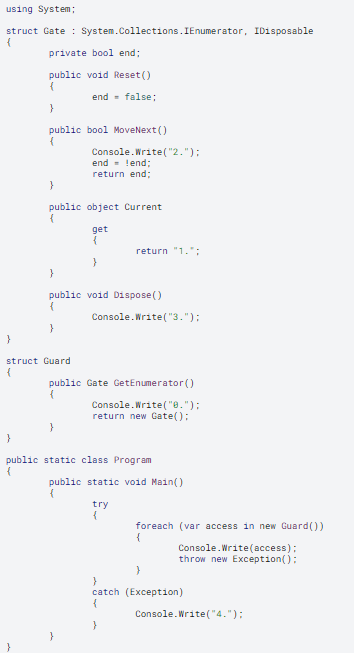 using System;
struct Gate : System.Collections.IEnumerator, IDisposable
{
private bool end;
public void Reset()
{
end = false;
}
public bool MoveNext()
{
Console.Write("2.");
end = !end;
return end;
}
public object Current
{
get
{
return "1.";
}
}
public void Dispose()
{
Console.Write("3.");
}
}
struct Guard
{
public Gate GetEnumerator()
{
Console.Write("0.");
return new Gate();
}
}
public static class Program
{
public static void Main()
{
try
{
foreach (var access in new Guard())
{
Console.Write(access);
throw new Exception();
}
}
catch (Exception)
{
Console.Write("4.");
}
}
}